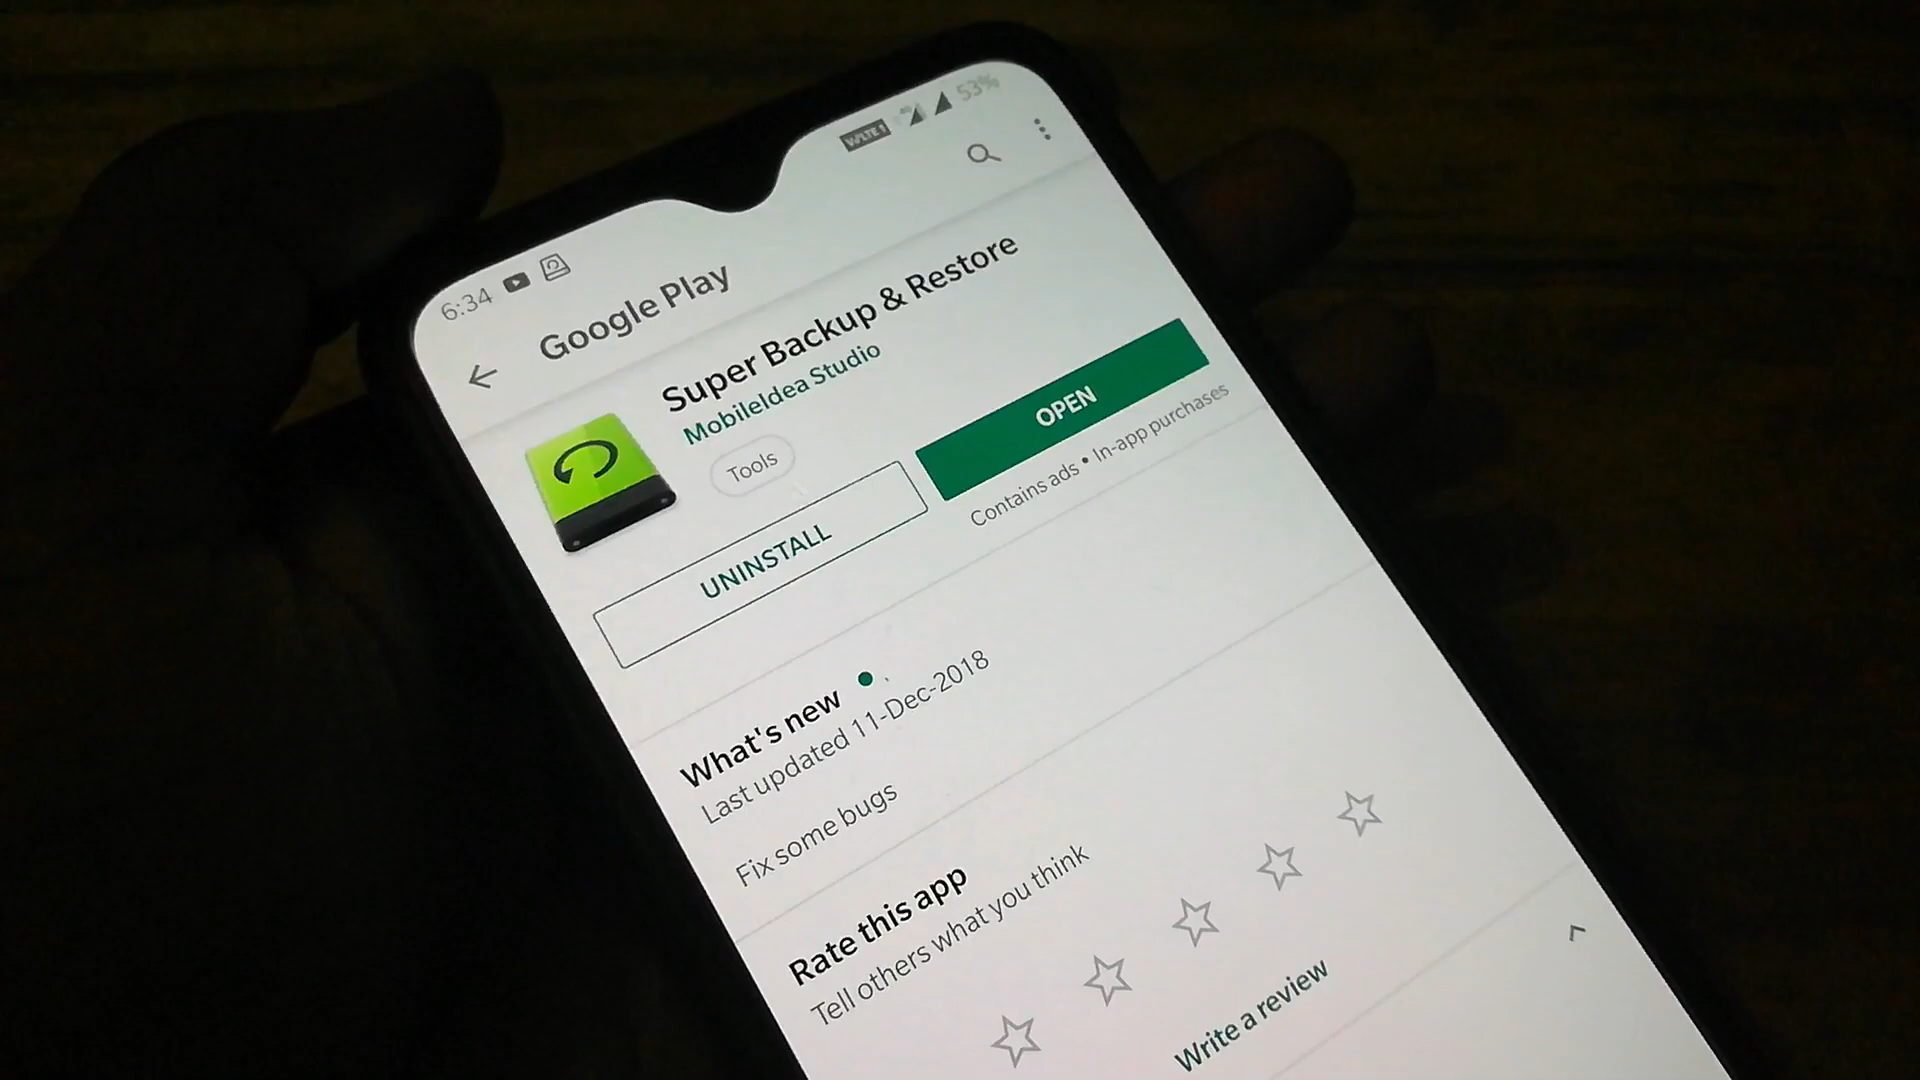 6:34
VoLTE 1
53%
Google Play
Super Backup & Restore
MobileIdea Studio
Tools
UNINSTALL
OPEN
Contains ads • In-app purchases
What's new
Last updated 11-Dec-2018
Fix some bugs
Rate this app
Tell others what you think
Write a review